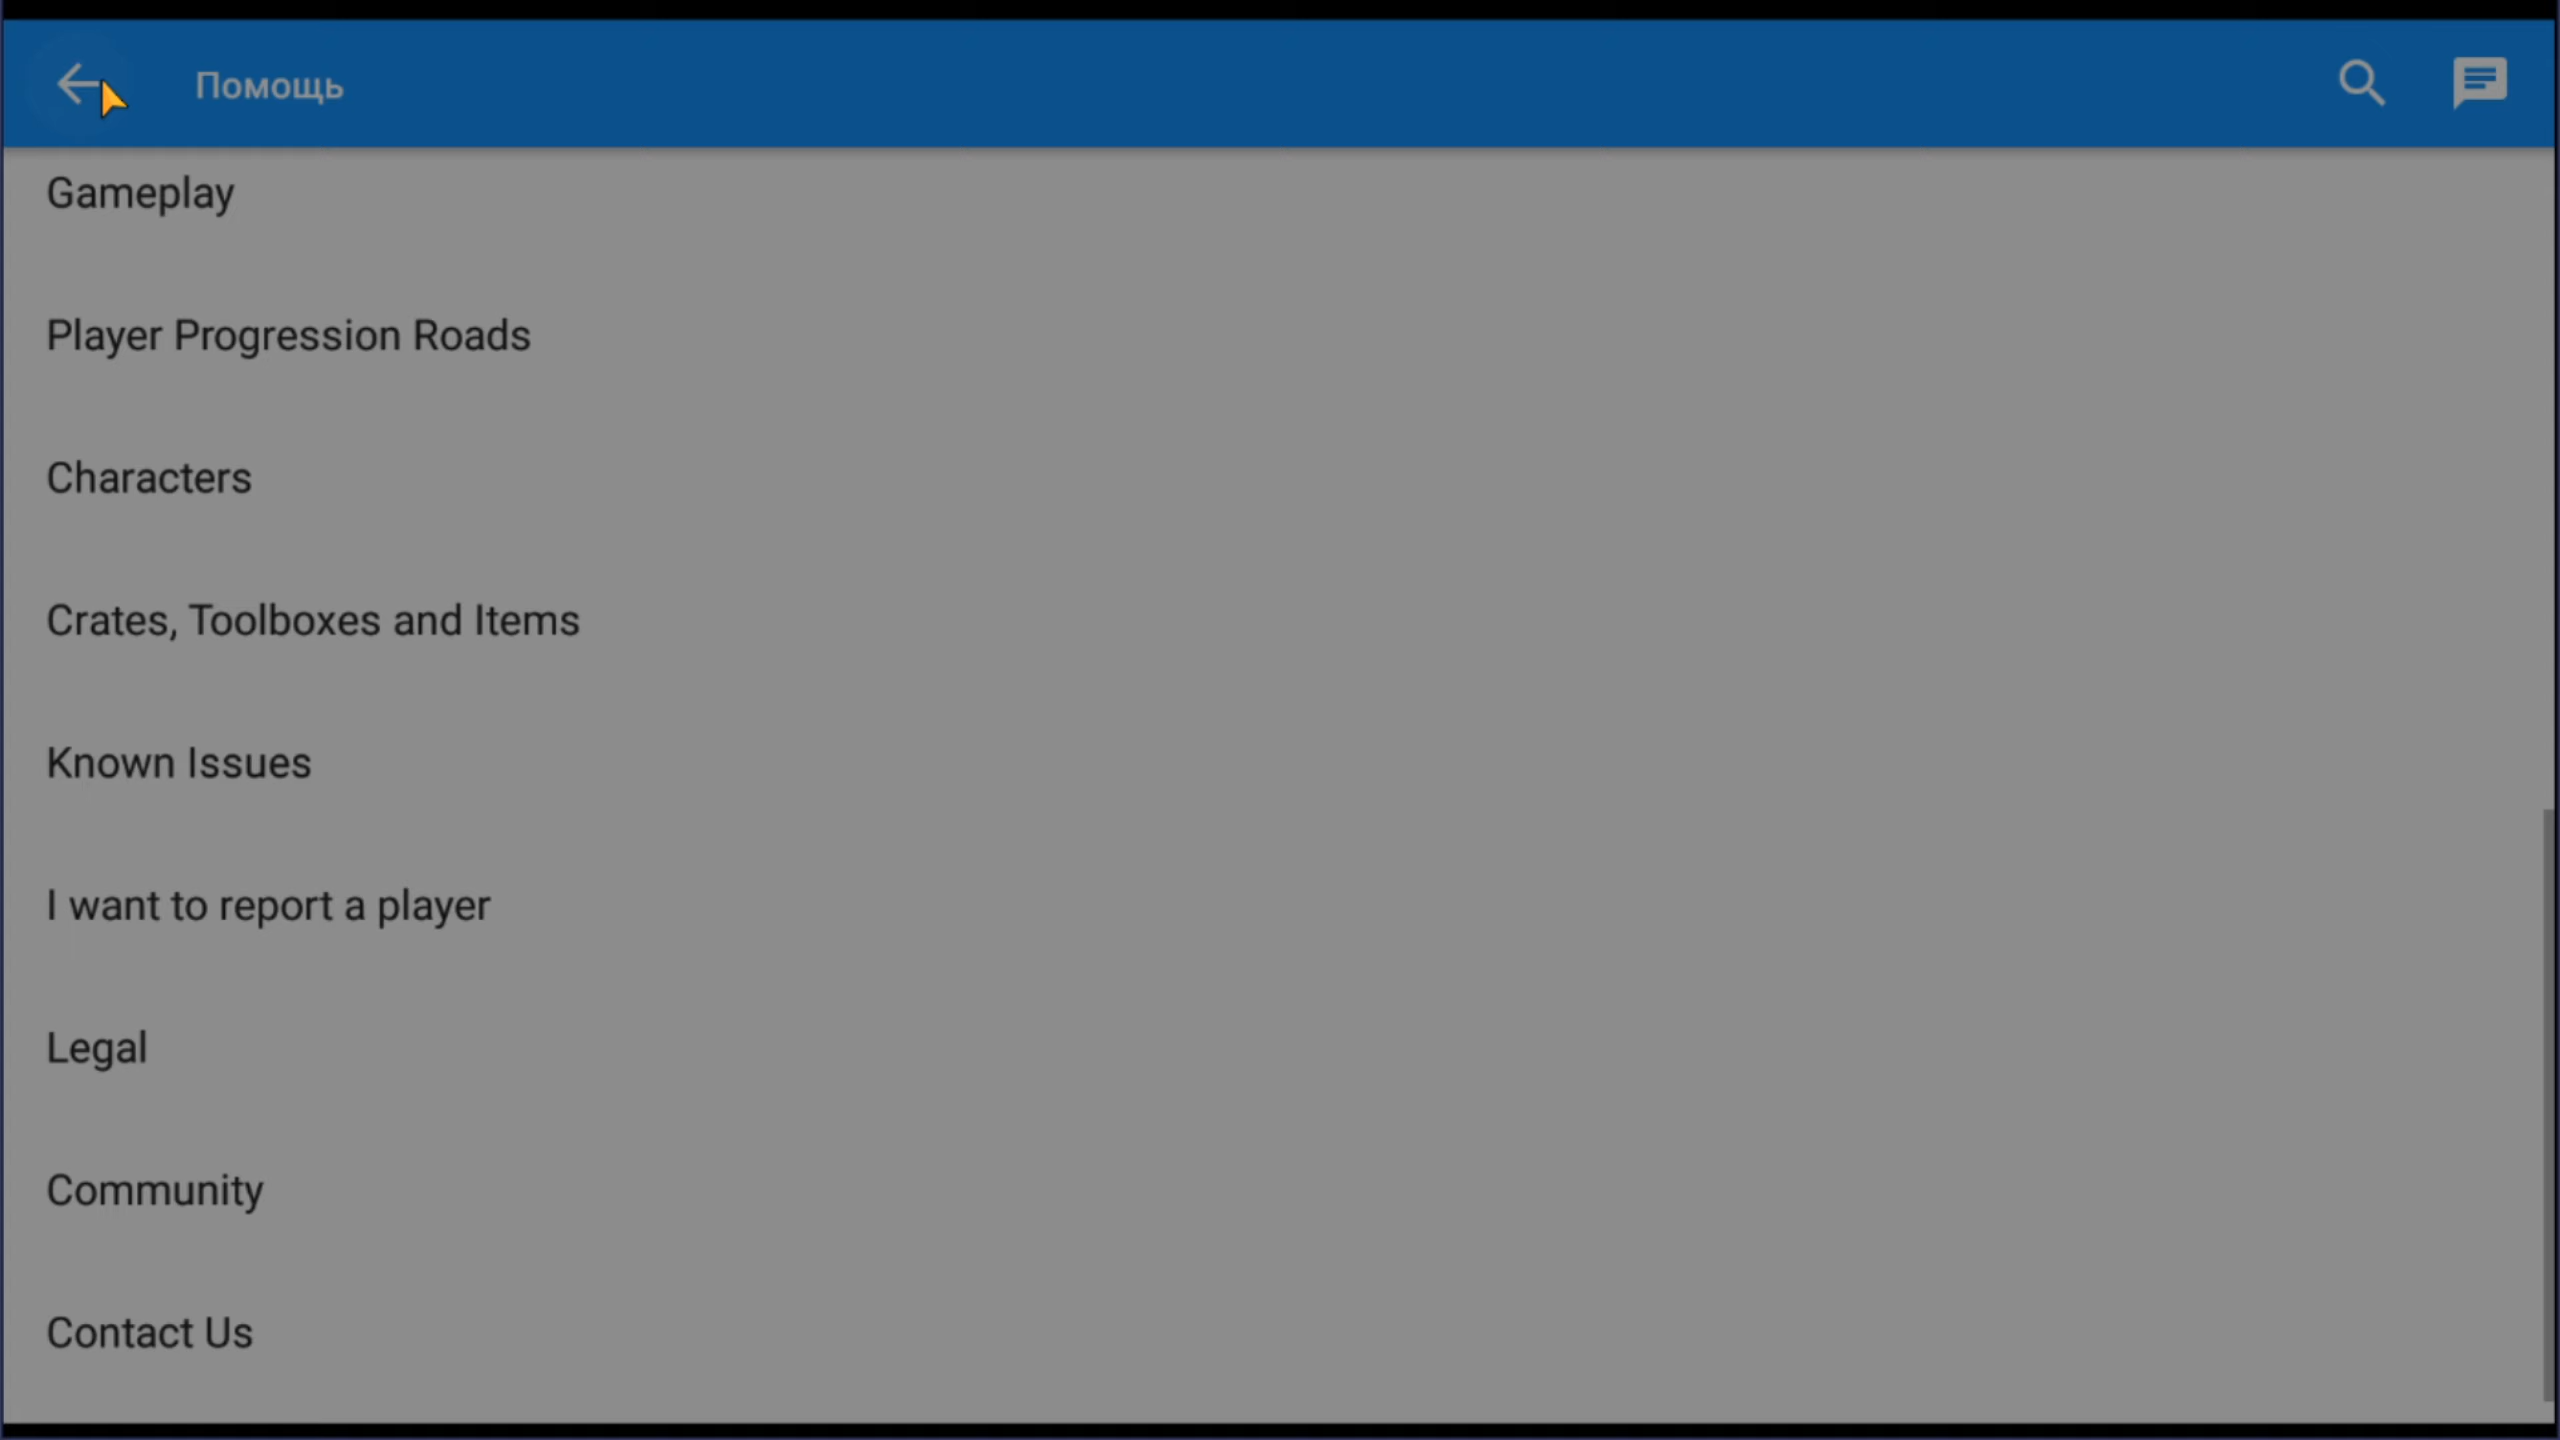 Помощь
Gameplay
Player Progression Roads
Characters
Crates, Toolboxes and Items
Known Issues
I want to report a player
Legal
Community
Contact Us